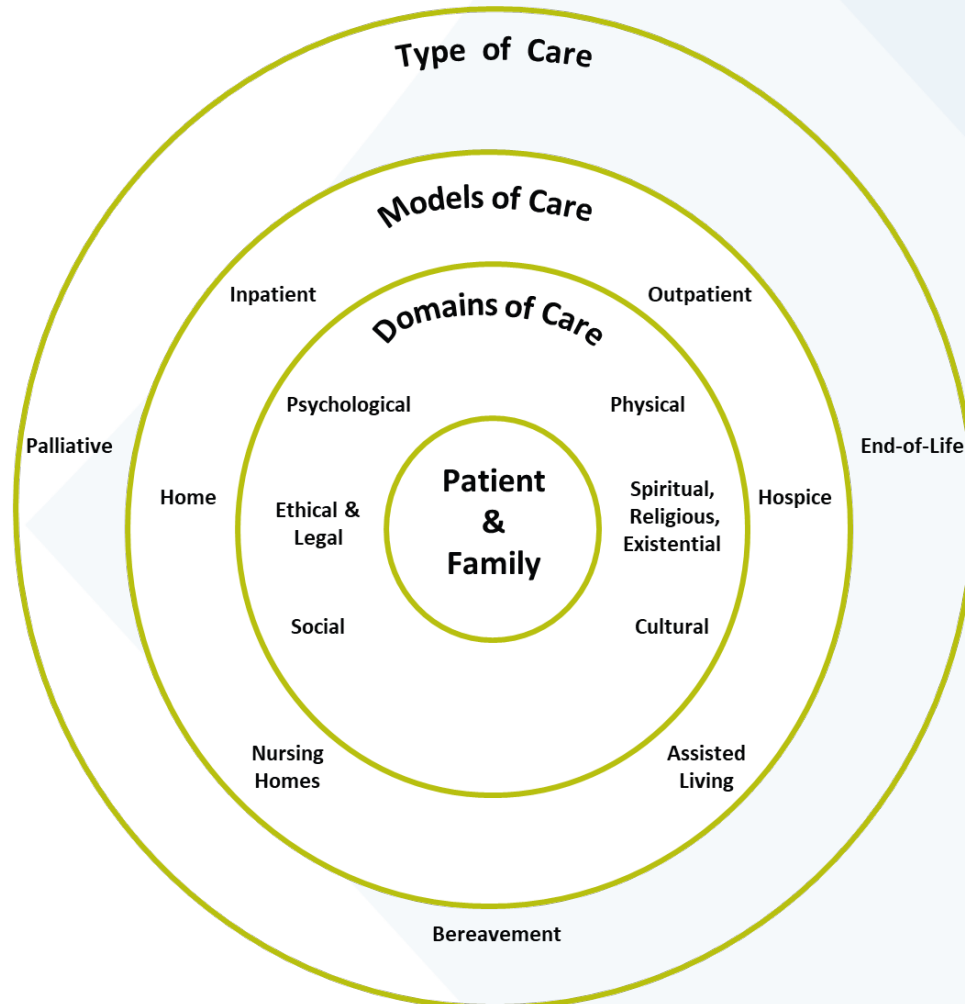 Type of Care
Models of Care
Inpatient
Outpatient
Domains of Care
Psychological
Physical
Palliative
End-of-Life
Home
Ethical &
Legal
Patient
&
Family
Spiritual,
Religious,
Existential
Hospice
Social
Cultural
Nursing
Homes
Assisted
Living
Bereavement